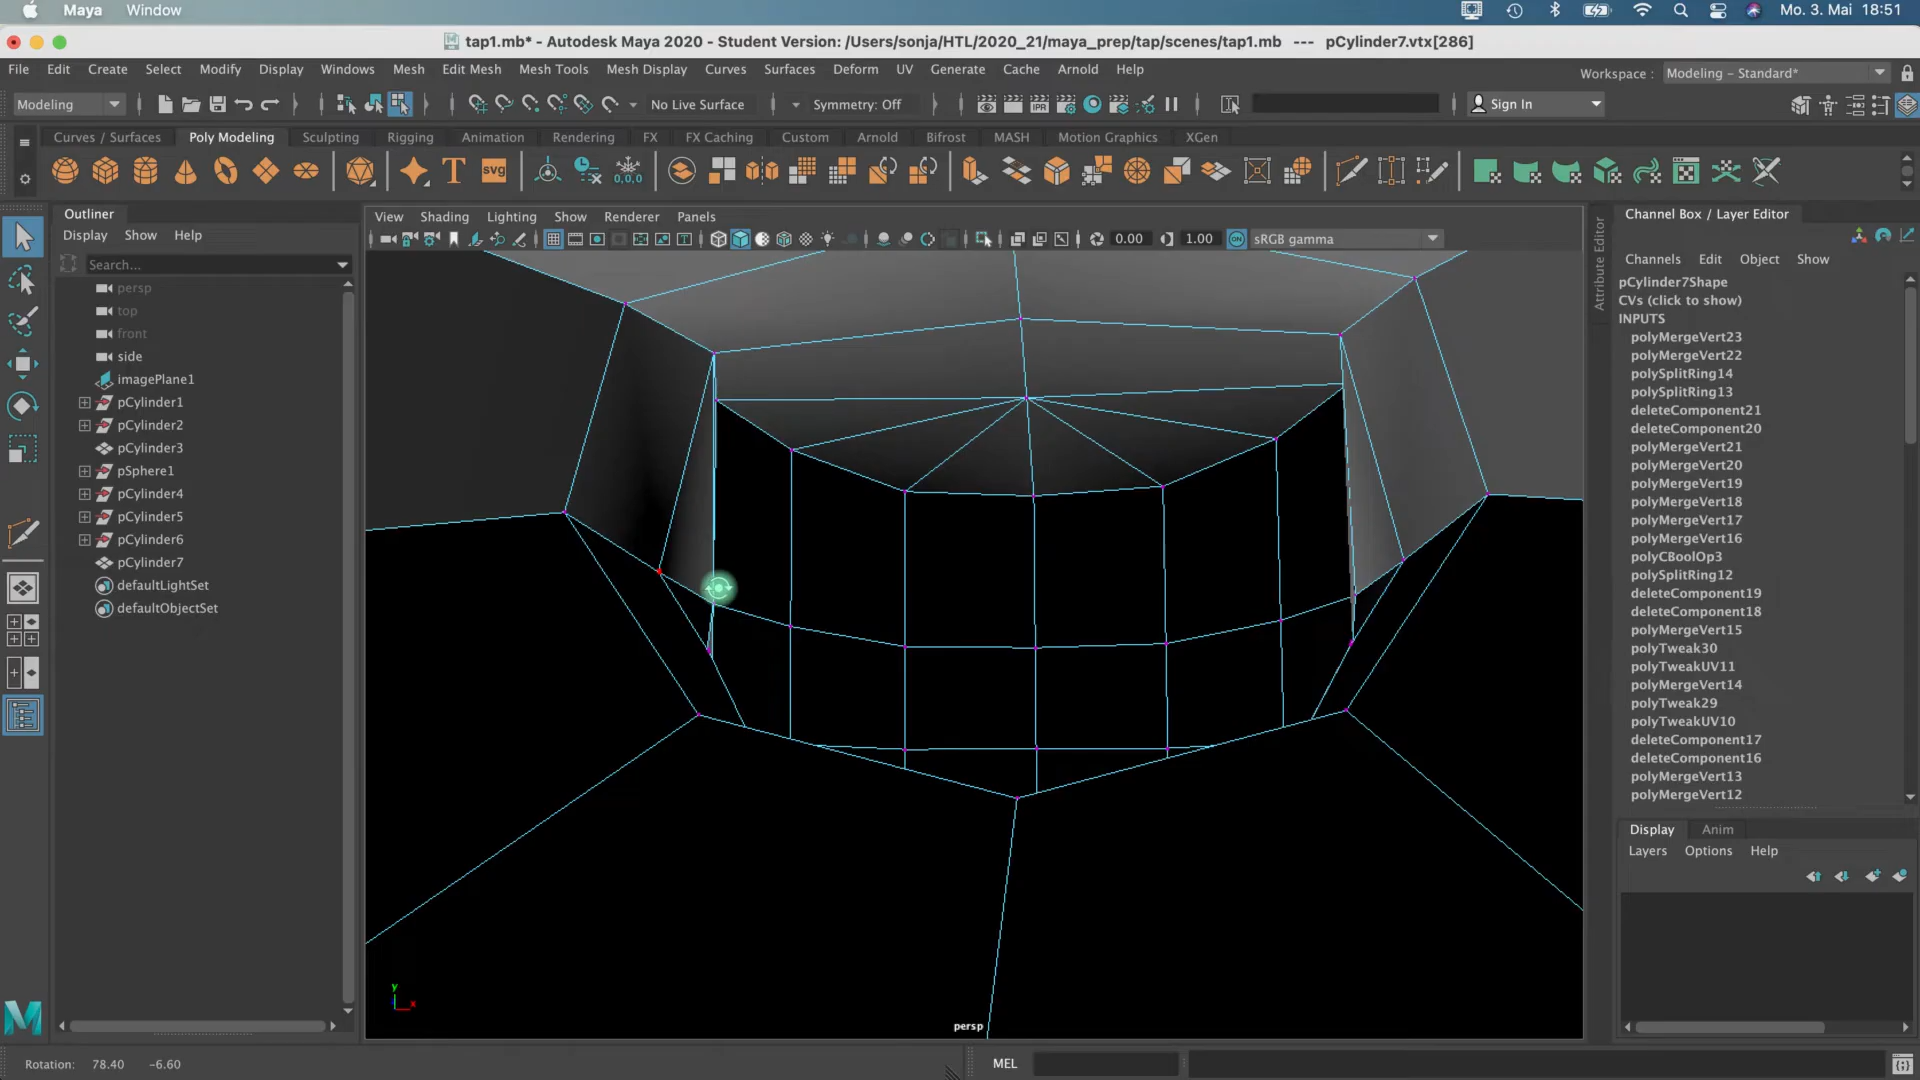 Maya Window Mo. 3. Mai 18:51
tap1.mb* - Autodesk Maya 2020 - Student Version: /Users/sonja/HTL/2020_21/maya_prep/tap/scenes/tap1.mb --- pCylinder7.vtx[286]
File Edit Create Select Modify Display Windows Mesh Edit Mesh Mesh Tools Mesh Display Curves Surfaces Deform UV Generate Cache Arnold Help Workspace : Modeling - Standard*
Modeling No Live Surface Symmetry: Off IPR Sign In
Curves / Surfaces Poly Modeling Sculpting Rigging Animation Rendering FX FX Caching Custom Arnold Bifrost MASH Motion Graphics XGen
T svg 0,0,0
Outliner
Display Show Help
Search...
persp
top
front
side
imagePlane1
pCylinder1
pCylinder2
pCylinder3
pSphere1
pCylinder4
pCylinder5
pCylinder6
pCylinder7
defaultLightSet
defaultObjectSet
View Shading Lighting Show Renderer Panels
0.00 1.00 ON sRGB gamma
y
x
persp
Attribute Editor
Channel Box / Layer Editor
Channels Edit Object Show
pCylinder7Shape
CVs (click to show)
INPUTS
polyMergeVert23
polyMergeVert22
polySplitRing14
polySplitRing13
deleteComponent21
deleteComponent20
polyMergeVert21
polyMergeVert20
polyMergeVert19
polyMergeVert18
polyMergeVert17
polyMergeVert16
polyCBoolOp3
polySplitRing12
deleteComponent19
deleteComponent18
polyMergeVert15
polyTweak30
polyTweakUV11
polyMergeVert14
polyTweak29
polyTweakUV10
deleteComponent17
deleteComponent16
polyMergeVert13
polyMergeVert12
Display Anim
Layers Options Help
M
Rotation: 78.40 -6.60
MEL